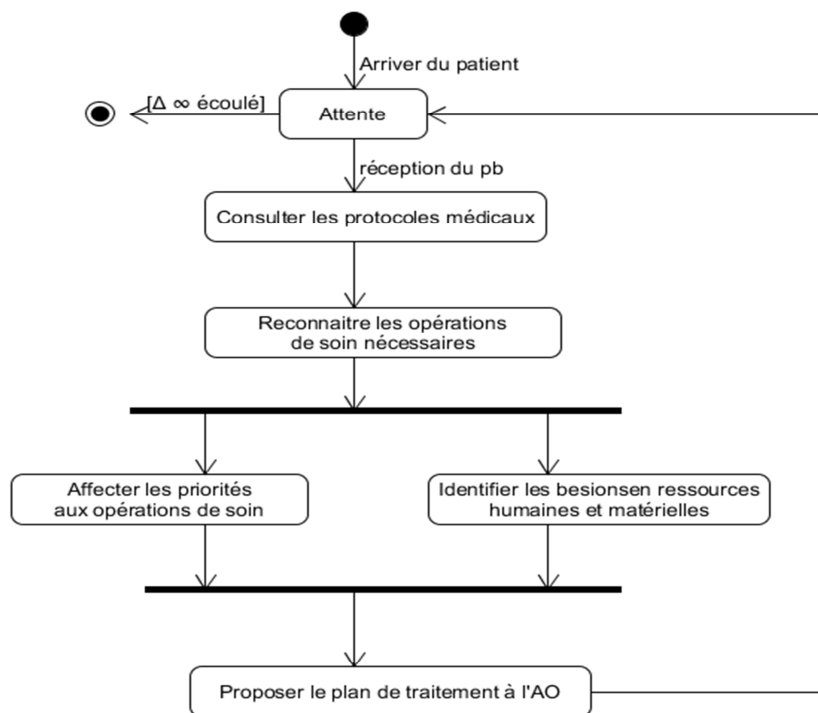 Arriver du patient
[Δ ∞ écoulé]
Attente
réception du pb
Consulter les protocoles médicaux
Reconnaitre les opérations
de soin nécessaires
Affecter les priorités
aux opérations de soin
Identifier les besionsen ressources
humaines et matérielles
Proposer le plan de traitement à l'AO